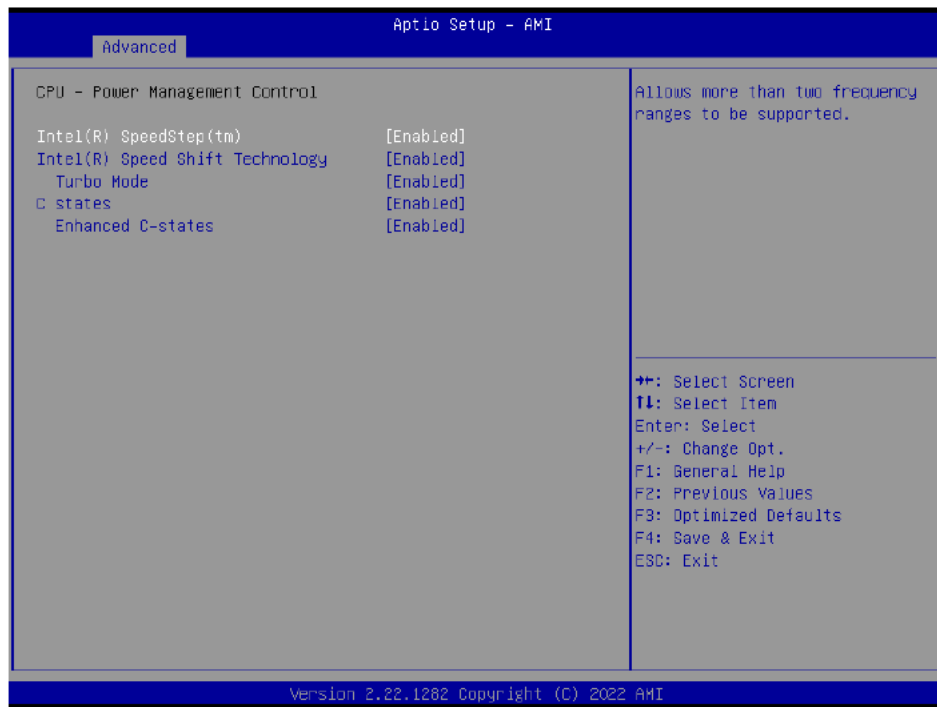 Aptio Setup – AMI
Advanced
CPU – Power Management Control
Intel(R) SpeedStep(tm) [Enabled]
Intel(R) Speed Shift Technology [Enabled]
Turbo Mode [Enabled]
C states [Enabled]
Enhanced C-states [Enabled]
Allows more than two frequency
ranges to be supported.
→←: Select Screen
↑↓: Select Item
Enter: Select
+/-: Change Opt.
F1: General Help
F2: Previous Values
F3: Optimized Defaults
F4: Save & Exit
ESC: Exit
Version 2.22.1282 Copyright (C) 2022 AMI